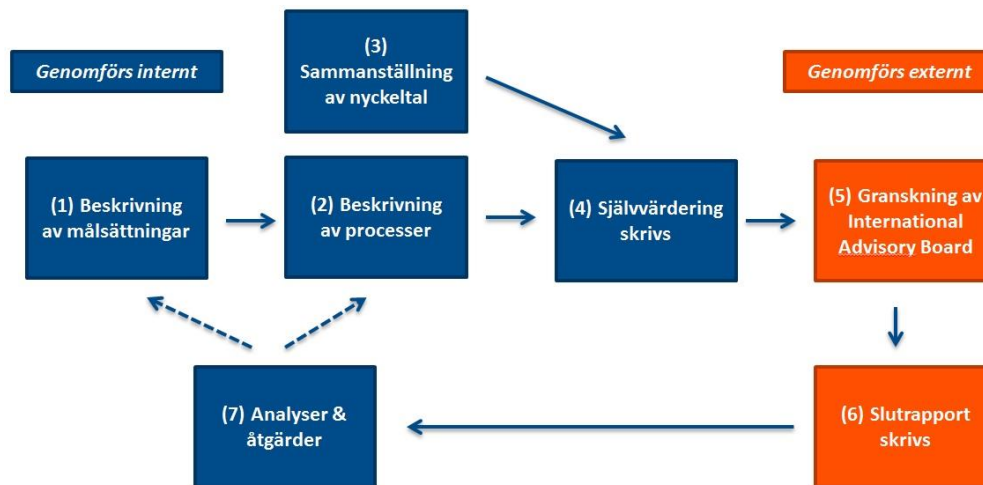 Genomförs internt
(3)
Sammanställning
av nyckeltal
Genomförs externt
(1) Beskrivning
av målsättningar
(2) Beskrivning
av processer
(4) Självvärdering
skrivs
(5) Granskning av
International
Advisory Board
(7) Analyser &
åtgärder
(6) Slutrapport
skrivs